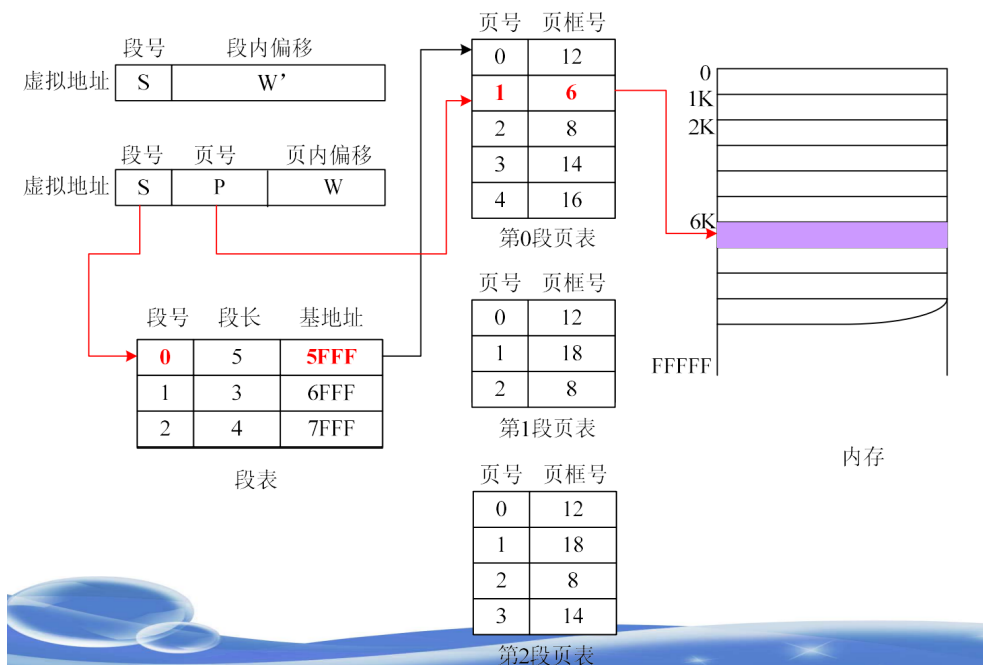 段号 段内偏移
虚拟地址 S W’
段号 页号 页内偏移
虚拟地址 S P W
段号 段长 基地址
0 5 5FFF
1 3 6FFF
2 4 7FFF
段表
页号 页框号
0 12
1 6
2 8
3 14
4 16
第0段页表
页号 页框号
0 12
1 18
2 8
第1段页表
页号 页框号
0 12
1 18
2 8
3 14
第2段页表
0
1K
2K
6K
FFFFF
内存